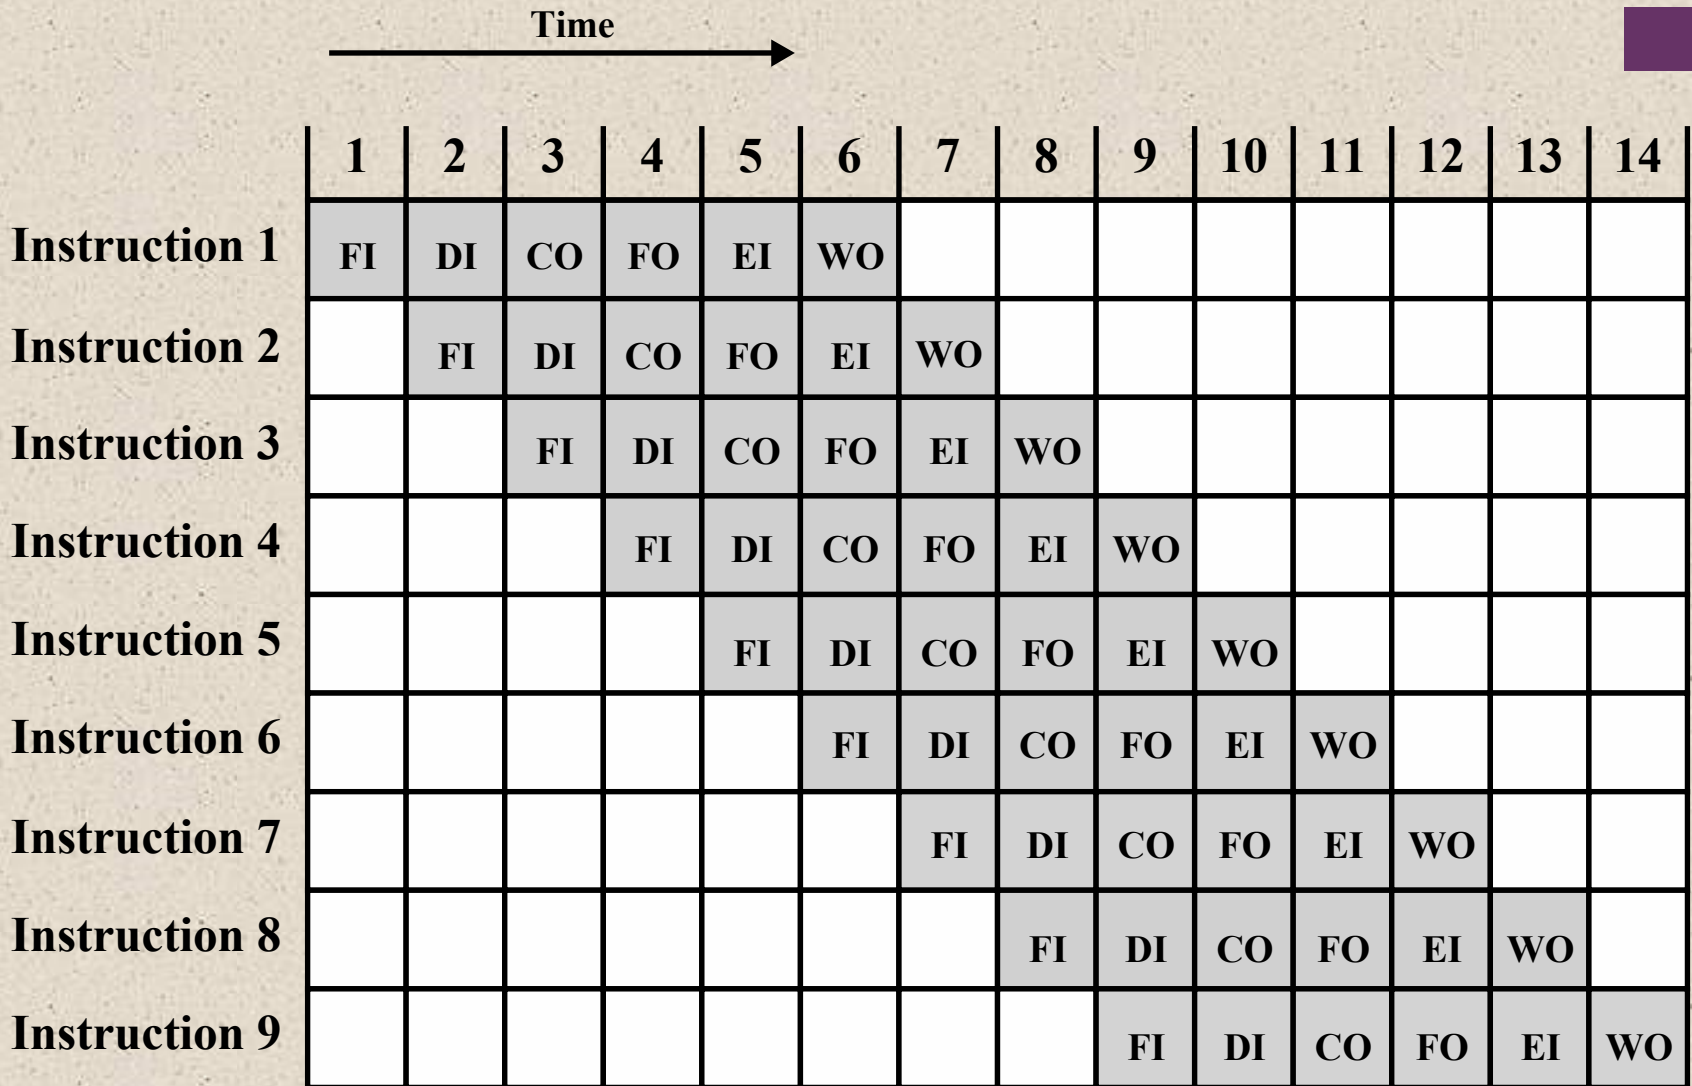 Time
1 2 3 4 5 6 7 8 9 10 11 12 13 14
Instruction 1 FI DI CO FO EI WO
Instruction 2 FI DI CO FO EI WO
Instruction 3 FI DI CO FO EI WO
Instruction 4 FI DI CO FO EI WO
Instruction 5 FI DI CO FO EI WO
Instruction 6 FI DI CO FO EI WO
Instruction 7 FI DI CO FO EI WO
Instruction 8 FI DI CO FO EI WO
Instruction 9 FI DI CO FO EI WO